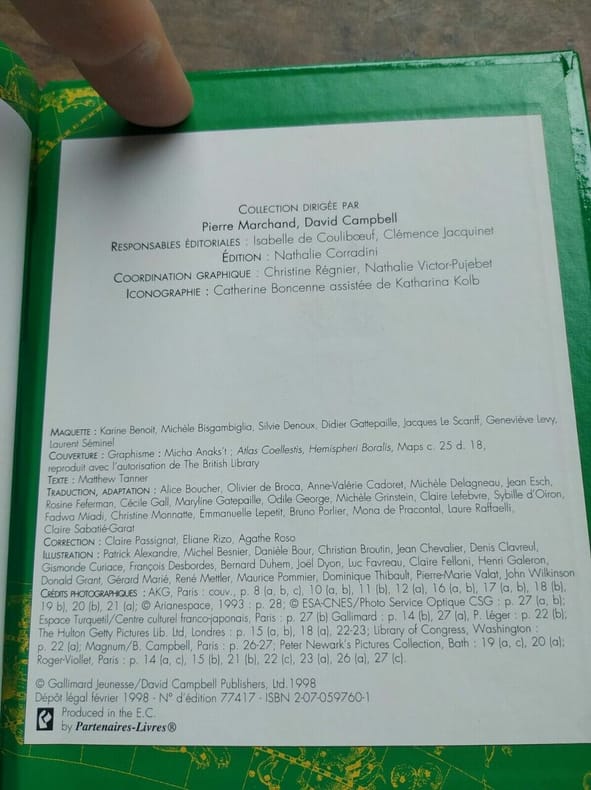 COLLECTION DIRIGÉE PAR
Pierre Marchand, David Campbell
RESPONSABLES ÉDITORIALES : Isabelle de Coulibœuf, Clémence Jacquinet
ÉDITION : Nathalie Corradini
COORDINATION GRAPHIQUE : Christine Régnier, Nathalie Victor-Pujebet
ICONOGRAPHIE : Catherine Boncenne assistée de Katharina Kolb
MAQUETTE : Karine Benoit, Michèle Bisgambiglia, Silvie Denoux, Didier Gattepaille, Jacques Le Scanff, Geneviève Levy,
Laurent Séminel
COUVERTURE : Graphisme : Micha Anaks't ; Atlas Coellestis, Hemispheri Boralis, Maps c. 25 d. 18,
reproduit avec l'autorisation de The British Library
TEXTE : Matthew Tanner
TRADUCTION, ADAPTATION : Alice Boucher, Olivier de Broca, Anne-Valérie Cadoret, Michèle Delagneau, Jean Esch,
Rosine Feferman, Cécile Gall, Maryline Gatepaille, Odile George, Michèle Grinstein, Claire Lefebvre, Sybille d'Oiron,
Fadwa Miadi, Christine Monnatte, Emmanuelle Lepetit, Bruno Porlier, Mona de Pracontal, Laure Raffaelli,
Claire Sabatié-Garat
CORRECTION : Claire Passignat, Eliane Rizo, Agathe Roso
ILLUSTRATION : Patrick Alexandre, Michel Besnier, Danièle Bour, Christian Broutin, Jean Chevalier, Denis Clavreul,
Gismonde Curiace, François Desbordes, Bernard Duhem, Joël Dyon, Luc Favreau, Claire Felloni, Henri Galeron,
Donald Grant, Gérard Marié, René Mettler, Maurice Pommier, Dominique Thibault, Pierre-Marie Valat, John Wilkinson
CRÉDITS PHOTOGRAPHIQUES : AKG, Paris : couv., p. 8 (a, b, c), 10 (a, b), 11 (b), 12 (a), 16 (a, b), 17 (a, b), 18 (b),
19 b), 20 (b), 21 (a); © Arianespace, 1993 : p. 28; © ESA-CNES/Photo Service Optique CSG : p. 27 (a, b);
Espace Turquetil/Centre culturel franco-japonais, Paris : p. 27 (b) Gallimard : p. 14 (b), 27 (a), P. Léger : p. 22 (b);
The Hulton Getty Pictures Lib. Ltd, Londres : p. 15 (a, b), 18 (a), 22-23; Library of Congress, Washington :
p. 22 (a); Magnum/B. Campbell, Paris : p. 26-27; Peter Newark's Pictures Collection, Bath : 19 (a, c), 20 (a);
Roger-Viollet, Paris : p. 14 (a, c), 15 (b), 21 (b), 22 (c), 23 (a), 26 (a), 27 (c).
© Gallimard Jeunesse/David Campbell Publishers, Ltd.1998
Dépôt légal février 1998 - N° d'édition 77417 - ISBN 2-07-059760-1
Produced in the E.C.
by Partenaires-Livres®